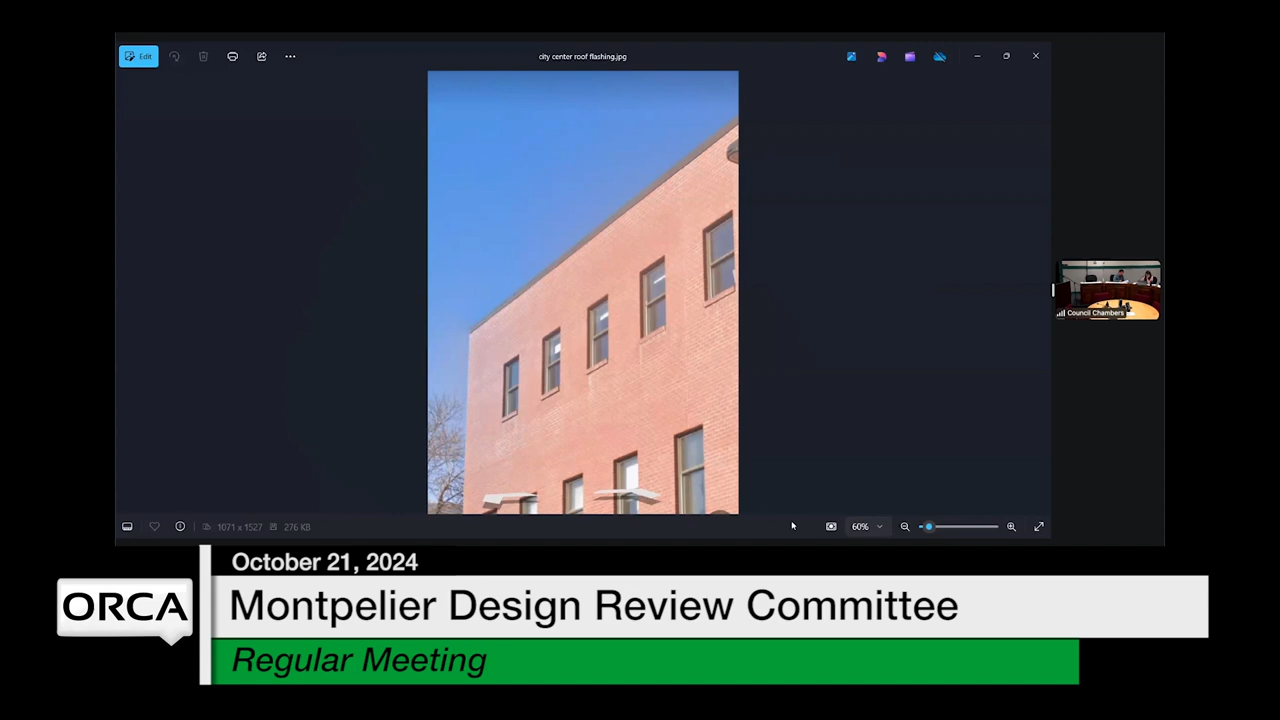 Edit
city center roof flashing.jpg
Council Chambers
1071 x 1527
276 KB
60%
October 21, 2024
ORCA
Montpelier Design Review Committee
Regular Meeting